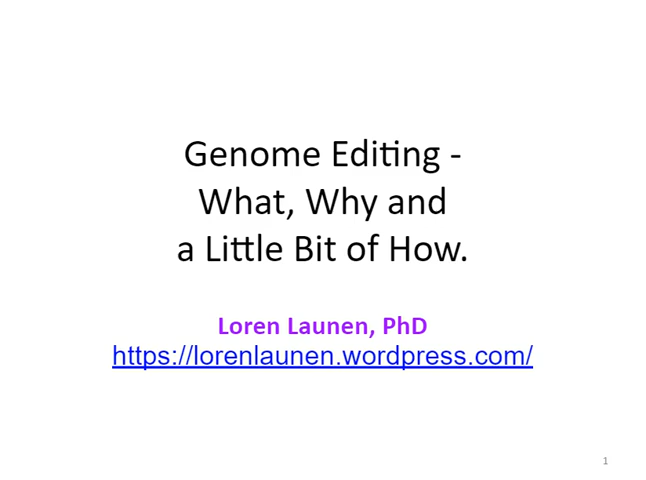 Genome Editing -
What, Why and
a Little Bit of How.
Loren Launen, PhD
https://lorenlaunen.wordpress.com/
1